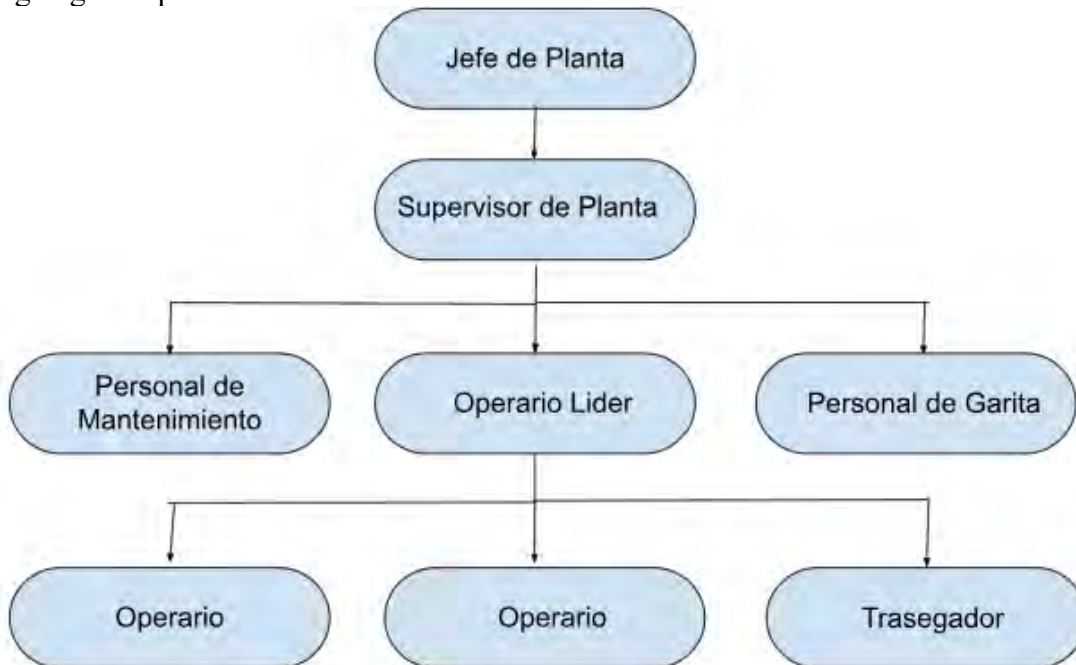 Jefe de Planta
Supervisor de Planta
Personal de
Mantenimiento
Operario Lider
Personal de Garita
Operario
Operario
Trasegador